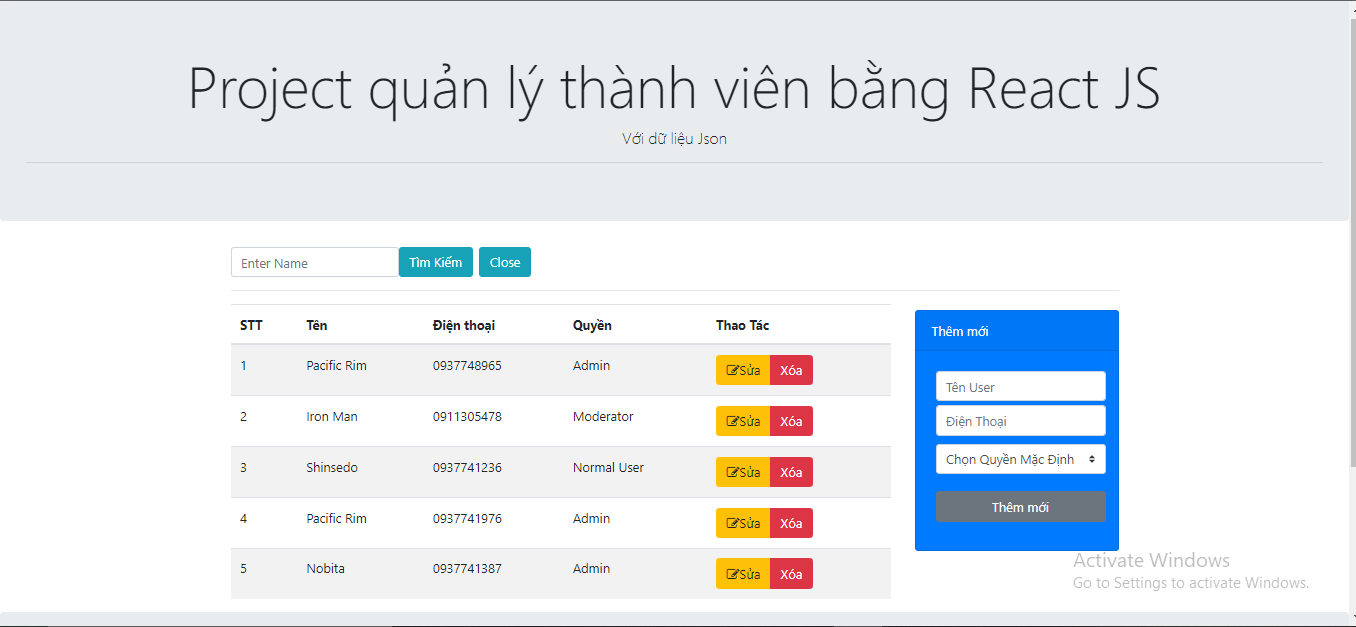 Project quản lý thành viên bằng React JS
Với dữ liệu Json
Enter Name Tìm Kiếm Close
STT Tên Điện thoại Quyền Thao Tác
1 Pacific Rim 0937748965 Admin Sửa Xóa
2 Iron Man 0911305478 Moderator Sửa Xóa
3 Shinsedo 0937741236 Normal User Sửa Xóa
4 Pacific Rim 0937741976 Admin Sửa Xóa
5 Nobita 0937741387 Admin Sửa Xóa
Thêm mới
Tên User
Điện Thoại
Chọn Quyền Mặc Định
Thêm mới
Activate Windows
Go to Settings to activate Windows.